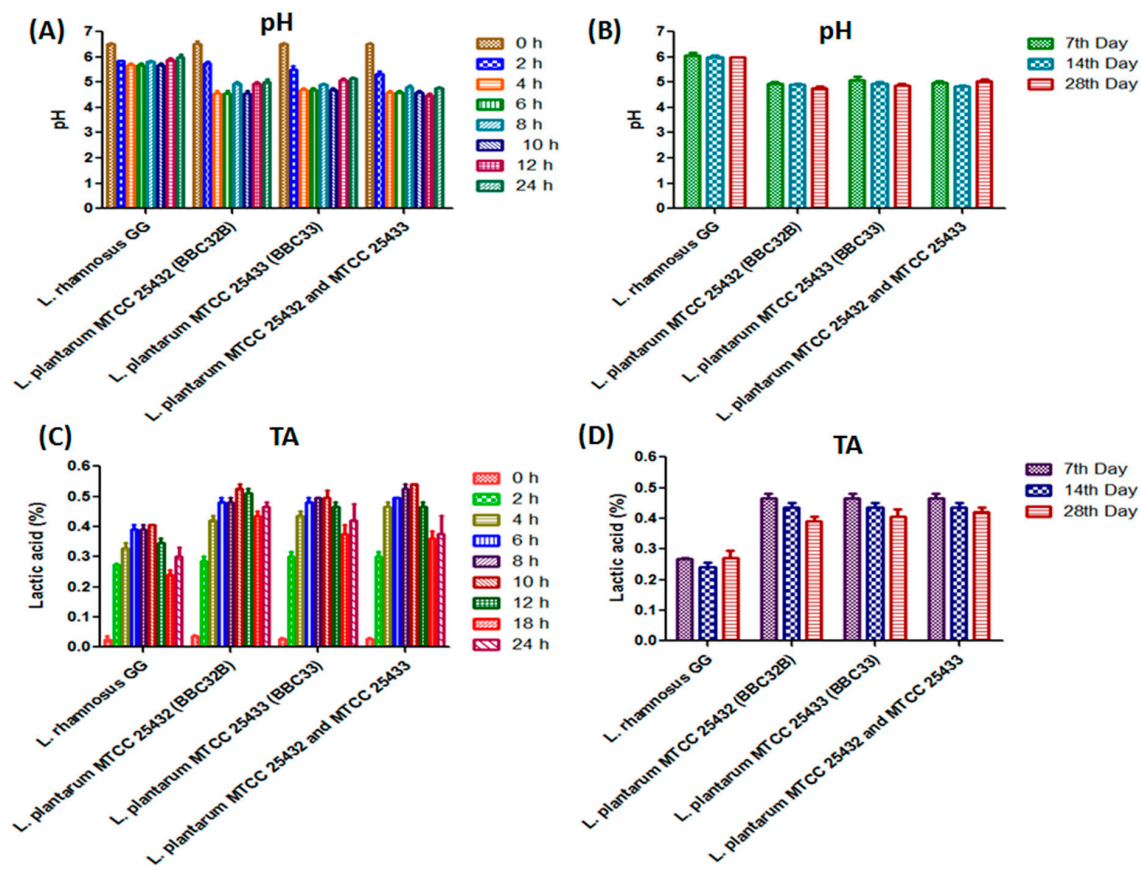 (A)
pH
7
6
5
4
3
2
1
0
pH
0 h
2 h
4 h
6 h
8 h
10 h
12 h
24 h
L. rhamnosus GG
L. plantarum MTCC 25432 (BBC32B)
L. plantarum MTCC 25433 (BBC33)
L. plantarum MTCC 25432 and MTCC 25433
(B)
pH
7
6
5
4
3
2
1
0
pH
7th Day
14th Day
28th Day
L. rhamnosus GG
L. plantarum MTCC 25432 (BBC32B)
L. plantarum MTCC 25433 (BBC33)
L. plantarum MTCC 25432 and MTCC 25433
(C)
TA
0.6
0.5
0.4
0.3
0.2
0.1
0.0
Lactic acid (%)
0 h
2 h
4 h
6 h
8 h
10 h
12 h
18 h
24 h
L. rhamnosus GG
L. plantarum MTCC 25432 (BBC32B)
L. plantarum MTCC 25433 (BBC33)
L. plantarum MTCC 25432 and MTCC 25433
(D)
TA
0.6
0.5
0.4
0.3
0.2
0.1
0.0
Lactic acid (%)
7th Day
14th Day
28th Day
L. rhamnosus GG
L. plantarum MTCC 25432 (BBC32B)
L. plantarum MTCC 25433 (BBC33)
L. plantarum MTCC 25432 and MTCC 25433